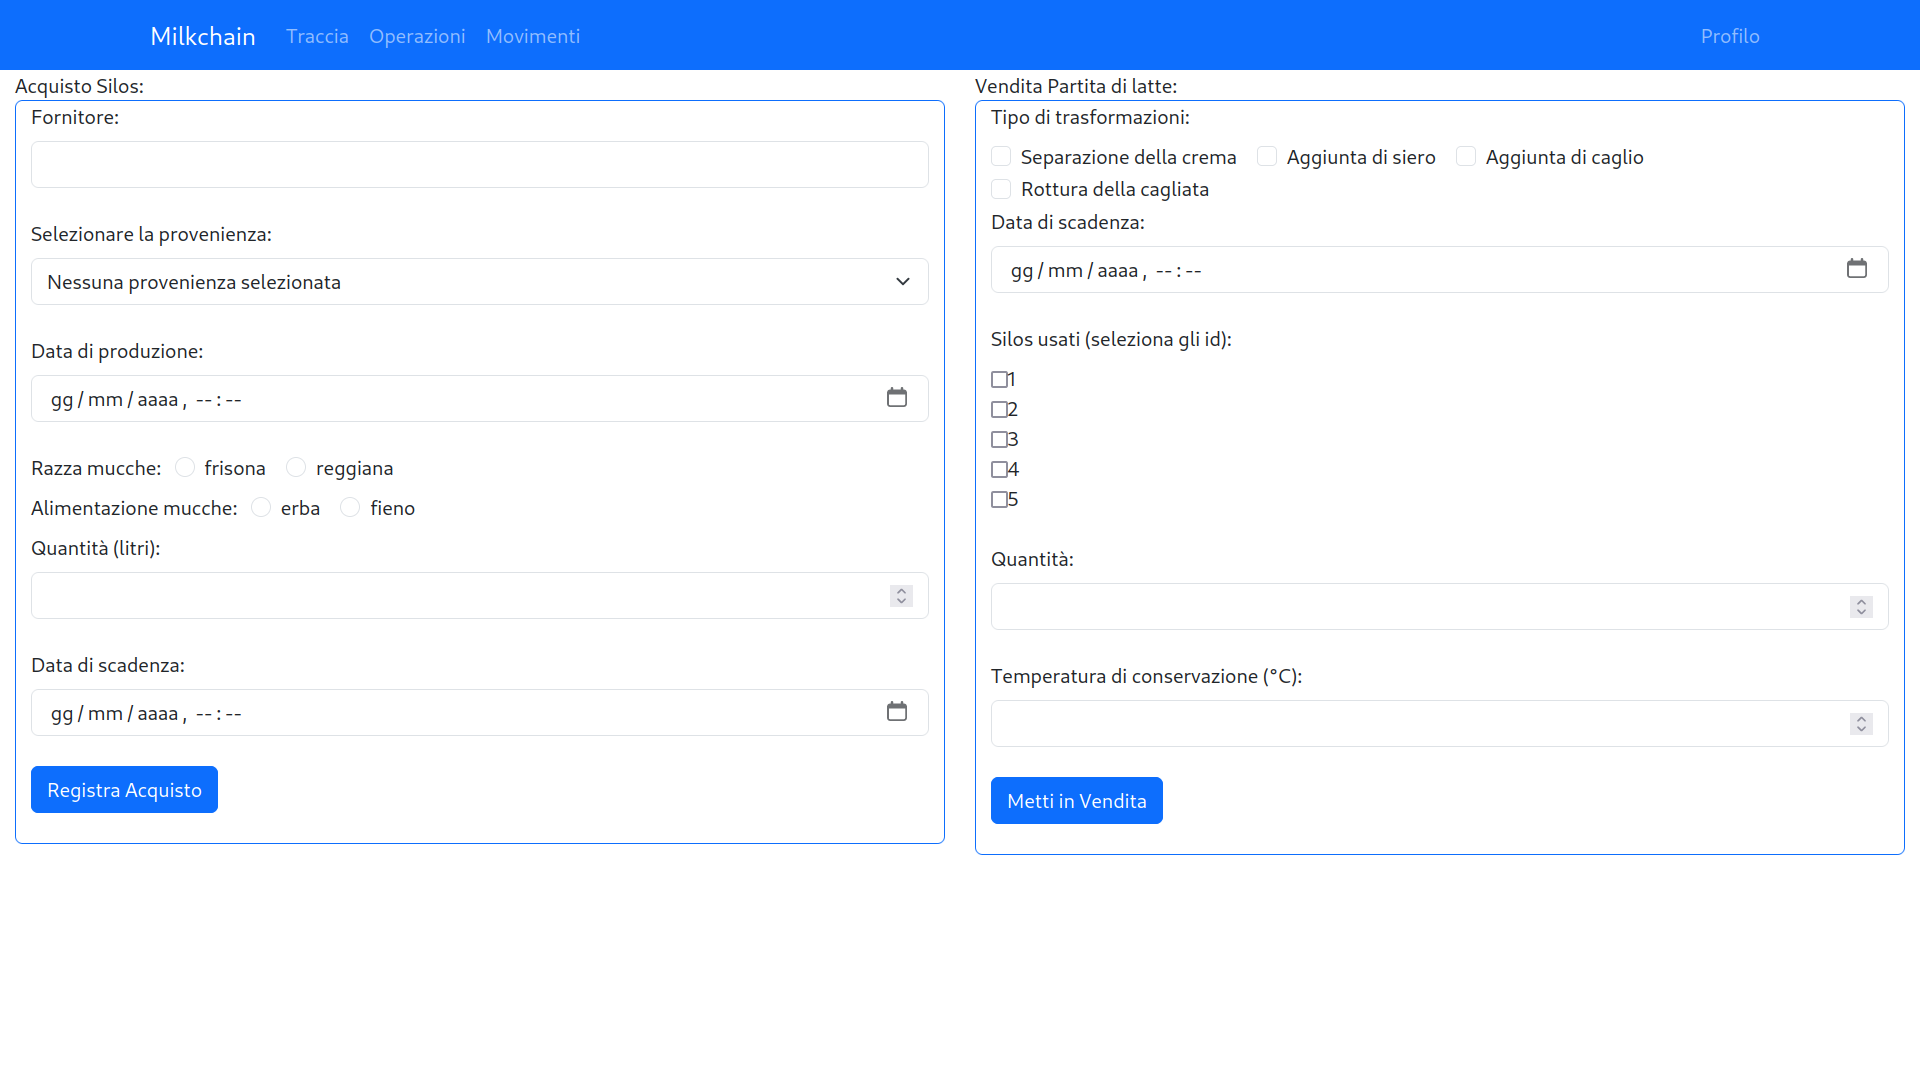 Milkchain Traccia Operazioni Movimenti Profilo
Acquisto Silos:
Fornitore:
Selezionare la provenienza:
Nessuna provenienza selezionata
Data di produzione:
gg/mm/aaaa, --:--
Razza mucche: frisona reggiana
Alimentazione mucche: erba fieno
Quantità (litri):
Data di scadenza:
gg/mm/aaaa, --:--
Registra Acquisto
Vendita Partita di latte:
Tipo di trasformazioni:
Separazione della crema Aggiunta di siero Aggiunta di caglio
Rottura della cagliata
Data di scadenza:
gg/mm/aaaa, --:--
Silos usati (seleziona gli id):
1
2
3
4
5
Quantità:
Temperatura di conservazione (°C):
Metti in Vendita